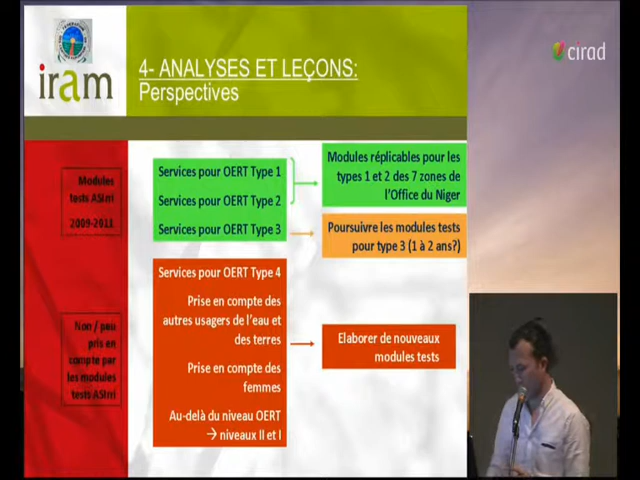 iram
4- ANALYSES ET LEÇONS:
Perspectives
cirad
Modules
tests ASIrri
2009-2011
Services pour OERT Type 1
Services pour OERT Type 2
Services pour OERT Type 3
Modules réplicables pour les
types 1 et 2 des 7 zones de
l'Office du Niger
Poursuivre les modules tests
pour type 3 (1 à 2 ans?)
Non / peu
pris en
compte par
les modules
tests ASIrri
Services pour OERT Type 4
Prise en compte des
autres usagers de l'eau et
des terres
Prise en compte des
femmes
Au-delà du niveau OERT
→ niveaux II et I
Elaborer de nouveaux
modules tests